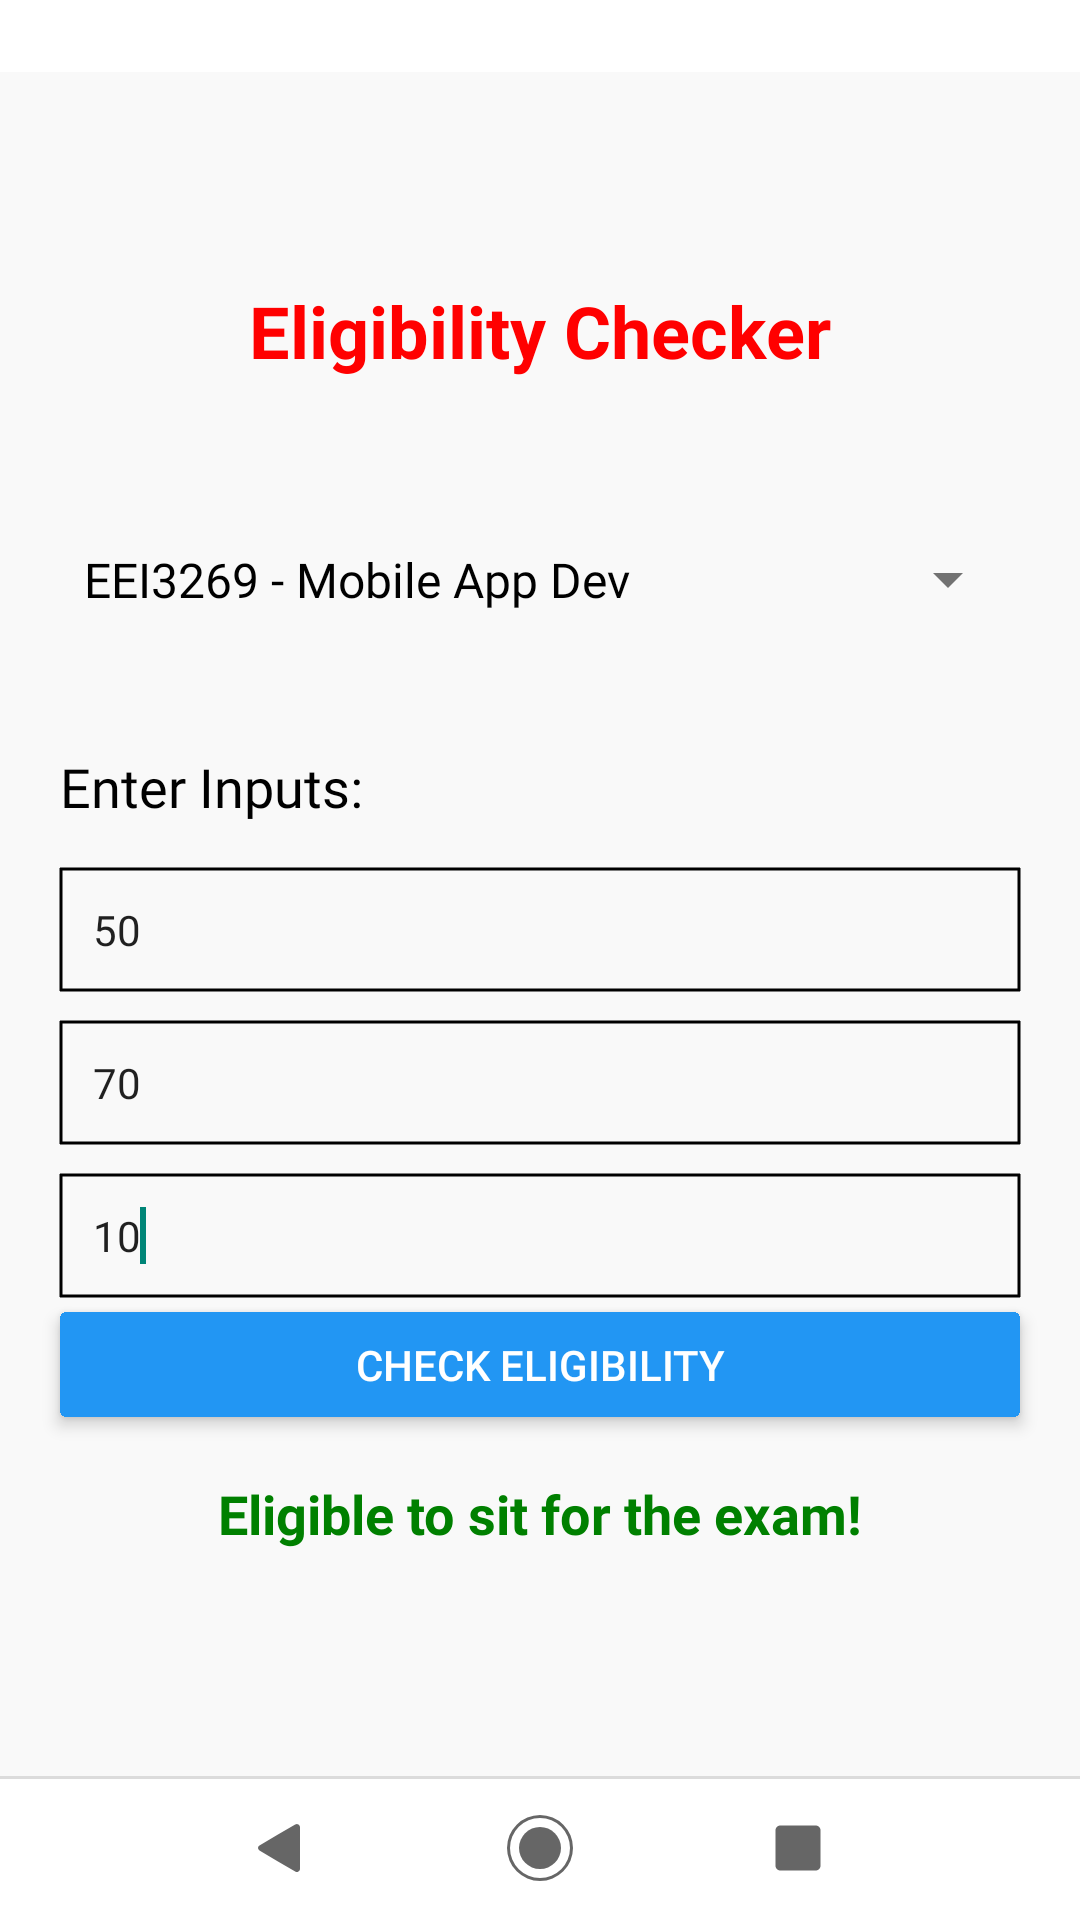 Eligibility Checker
EEI3269 - Mobile App Dev
Enter Inputs:
50
70
10
CHECK ELIGIBILITY
Eligible to sit for the exam!